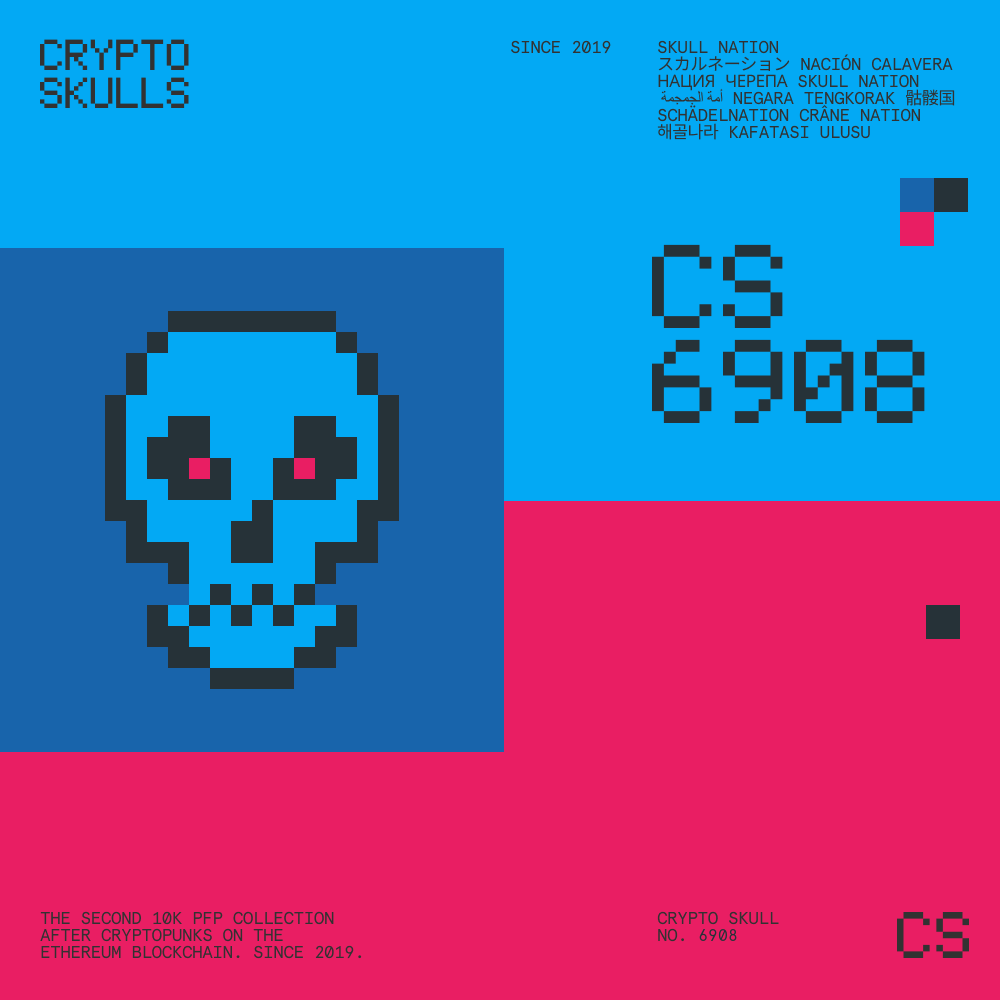 CRYPTO
SKULLS
SINCE 2019
SKULL NATION
スカルネーション NACIÓN CALAVERA
НАЦИЯ ЧЕРЕПА SKULL NATION
أمة الجمجمة NEGARA TENGKORAK 骷髅国
SCHÄDELNATION CRÂNE NATION
해골나라 KAFATASI ULUSU
CS
6908
THE SECOND 10K PFP COLLECTION
AFTER CRYPTOPUNKS ON THE
ETHEREUM BLOCKCHAIN. SINCE 2019.
CRYPTO SKULL
NO. 6908
CS